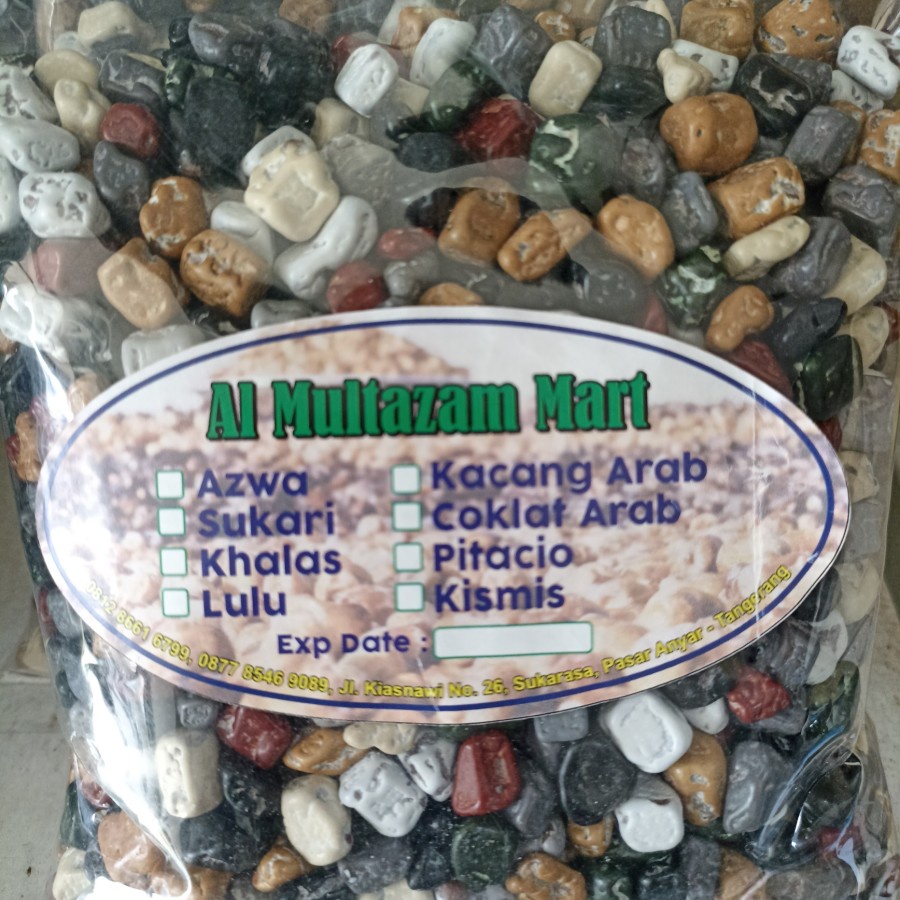 Al Multazam Mart
Azwa
Sukari
Khalas
Lulu
Kacang Arab
Coklat Arab
Pitacio
Kismis
Exp Date :
0812 8661 6799, 0877 8546 9089, Jl. Kiasnawi No. 26, Sukarasa, Pasar Anyar - Tangerang